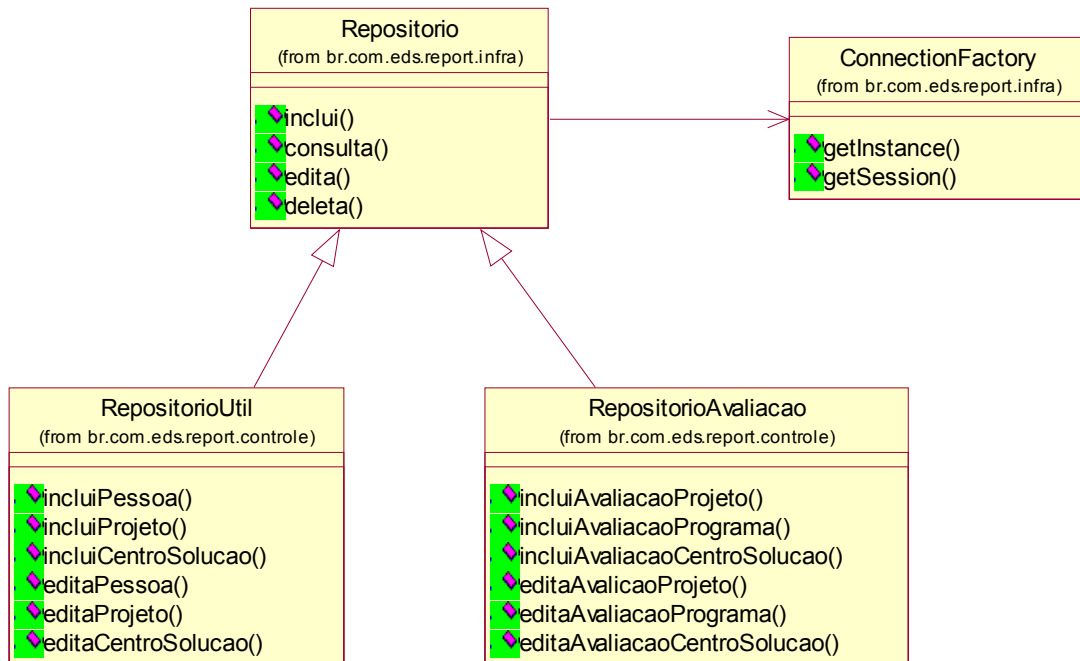 Repositorio
(from br.com.eds.report.infra)
inclui()
consulta()
edita()
deleta()
ConnectionFactory
(from br.com.eds.report.infra)
getInstance()
getSession()
RepositorioUtil
(from br.com.eds.report.controle)
incluiPessoa()
incluiProjeto()
incluiCentroSolucao()
editaPessoa()
editaProjeto()
editaCentroSolucao()
RepositorioAvaliacao
(from br.com.eds.report.controle)
incluiAvaliacaoProjeto()
incluiAvaliacaoPrograma()
incluiAvaliacaoCentroSolucao()
editaAvalicaoProjeto()
editaAvaliacaoPrograma()
editaAvaliacaoCentroSolucao()